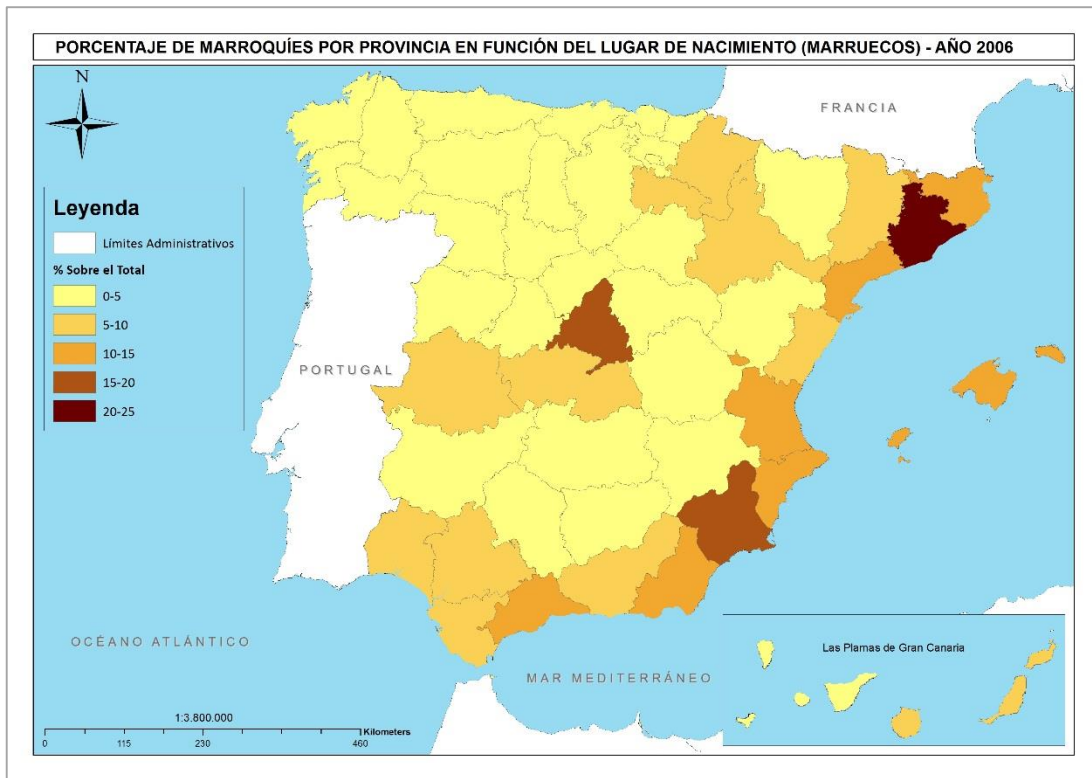 PORCENTAJE DE MARROQUÍES POR PROVINCIA EN FUNCIÓN DEL LUGAR DE NACIMIENTO (MARRUECOS) - AÑO 2006
N
FRANCIA
Leyenda
Límites Administrativos
% Sobre el Total
0-5
5-10
10-15
15-20
20-25
PORTUGAL
OCÉANO ATLÁNTICO
MAR MEDITERRÁNEO
Las Plamas de Gran Canaria
1:3.800.000
Kilometers
0 115 230 460